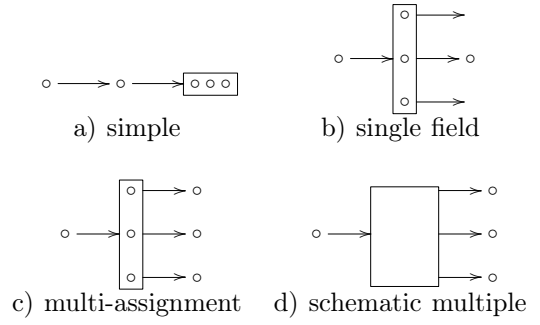 a) simple
b) single field
c) multi-assignment
d) schematic multiple